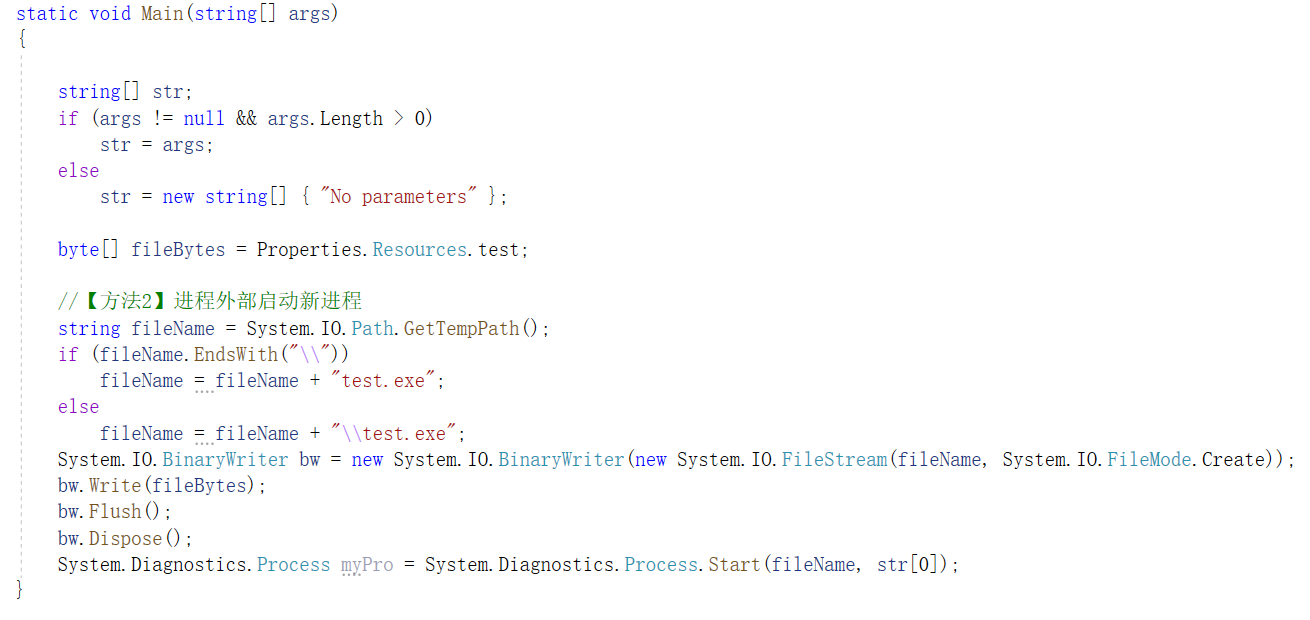 static void Main(string[] args)
{
string[] str;
if (args != null && args.Length > 0)
str = args;
else
str = new string[] { "No parameters" };
byte[] fileBytes = Properties.Resources.test;
//【方法2】进程外部启动新进程
string fileName = System.IO.Path.GetTempPath();
if (fileName.EndsWith("\\"))
fileName = fileName + "test.exe";
else
fileName = fileName + "\\test.exe";
System.IO.BinaryWriter bw = new System.IO.BinaryWriter(new System.IO.FileStream(fileName, System.IO.FileMode.Create));
bw.Write(fileBytes);
bw.Flush();
bw.Dispose();
System.Diagnostics.Process myPro = System.Diagnostics.Process.Start(fileName, str[0]);
}